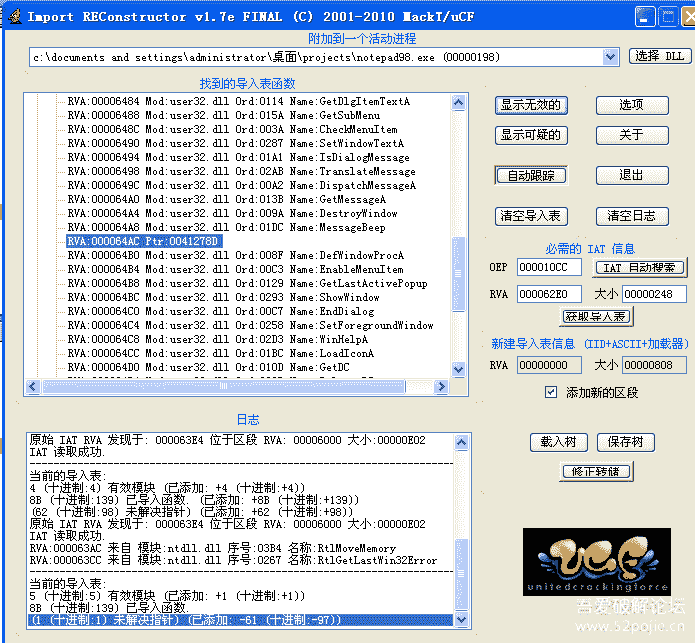 Import REConstructor v1.7e FINAL (C) 2001-2010 MackT/uCF
附加到一个活动进程
c:\documents and settings\administrator\桌面\projects\notepad98.exe (00000198)
选择 DLL
找到的导入表函数
RVA:00006484 Mod:user32.dll Ord:0114 Name:GetDlgItemTextA
RVA:00006488 Mod:user32.dll Ord:015A Name:GetSubMenu
RVA:0000648C Mod:user32.dll Ord:003A Name:CheckMenuItem
RVA:00006490 Mod:user32.dll Ord:0287 Name:SetWindowTextA
RVA:00006494 Mod:user32.dll Ord:01A1 Name:IsDialogMessage
RVA:00006498 Mod:user32.dll Ord:02AB Name:TranslateMessage
RVA:0000649C Mod:user32.dll Ord:00A2 Name:DispatchMessageA
RVA:000064A0 Mod:user32.dll Ord:013B Name:GetMessageA
RVA:000064A4 Mod:user32.dll Ord:009A Name:DestroyWindow
RVA:000064A8 Mod:user32.dll Ord:01DC Name:MessageBeep
RVA:000064AC Ptr:0041278D
RVA:000064B0 Mod:user32.dll Ord:008F Name:DefWindowProcA
RVA:000064B4 Mod:user32.dll Ord:00C3 Name:EnableMenuItem
RVA:000064B8 Mod:user32.dll Ord:0129 Name:GetLastActivePopup
RVA:000064BC Mod:user32.dll Ord:0293 Name:ShowWindow
RVA:000064C0 Mod:user32.dll Ord:00C7 Name:EndDialog
RVA:000064C4 Mod:user32.dll Ord:0258 Name:SetForegroundWindow
RVA:000064C8 Mod:user32.dll Ord:02D3 Name:WinHelpA
RVA:000064CC Mod:user32.dll Ord:01BC Name:LoadIconA
RVA:000064D0 Mod:user32.dll Ord:010D Name:GetDC
显示无效的
选项
显示可疑的
关于
自动跟踪
退出
清空导入表
清空日志
必需的 IAT 信息
OEP 000010CC IAT 自动搜索
RVA 000062E0 大小 00000248
获取导入表
新建导入表信息 (IID+ASCII+加载器)
RVA 00000000 大小 00000808
添加新的区段
载入树
保存树
修正转储
日志
原始 IAT RVA 发现于: 000063E4 位于区段 RVA: 00006000 大小:00000E02
IAT 读取成功.
当前的导入表:
4 (十进制:4) 有效模块 (已添加: +4 (十进制:+4))
8B (十进制:139) 已导入函数. (已添加: +8B (十进制:+139))
(62 (十进制:98) 未解决指针) (已添加: +62 (十进制:+98))
原始 IAT RVA 发现于: 000063E4 位于区段 RVA: 00006000 大小:00000E02
IAT 读取成功.
RVA:000063AC 来自 模块:ntdll.dll 序号:03B4 名称:RtlMoveMemory
RVA:000063CC 来自 模块:ntdll.dll 序号:0267 名称:RtlGetLastWin32Error
当前的导入表:
5 (十进制:5) 有效模块 (已添加: +1 (十进制:+1))
8B (十进制:139) 已导入函数.
(1 (十进制:1) 未解决指针) (已添加: -61 (十进制:-97))
uCF
unitedcrackingforce
吾爱破解论坛
www.52pojie.cn